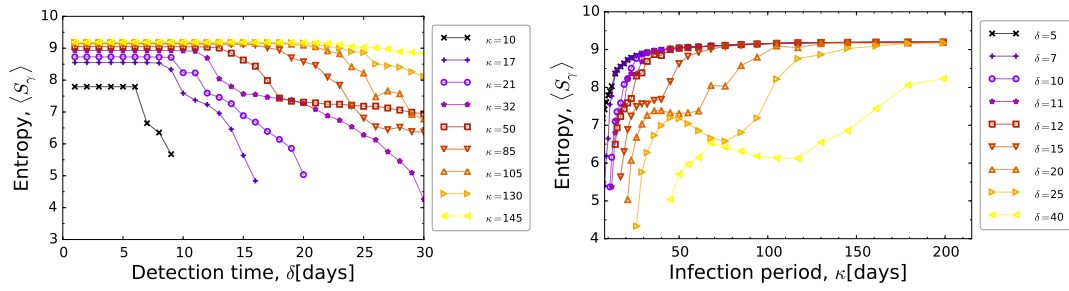 Entropy, ⟨S_γ⟩
10
9
8
7
6
5
4
3
0
5
10
15
20
25
30
Detection time, δ[days]
κ=10
κ=17
κ=21
κ=32
κ=50
κ=85
κ=105
κ=130
κ=145
Entropy, ⟨S_γ⟩
10
9
8
7
6
5
4
50
100
150
200
Infection period, κ[days]
δ=5
δ=7
δ=10
δ=11
δ=12
δ=15
δ=20
δ=25
δ=40